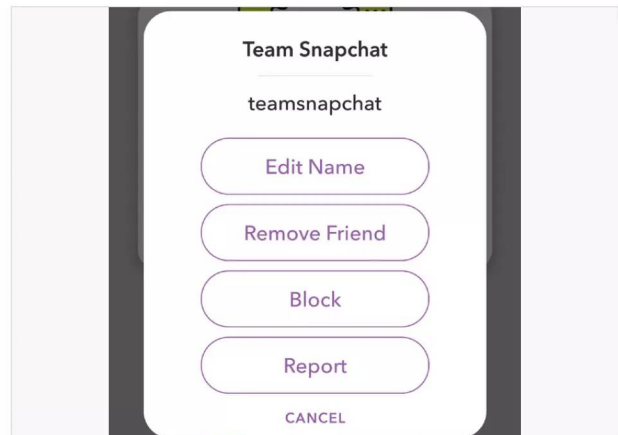 Team Snapchat
teamsnapchat
Edit Name
Remove Friend
Block
Report
CANCEL